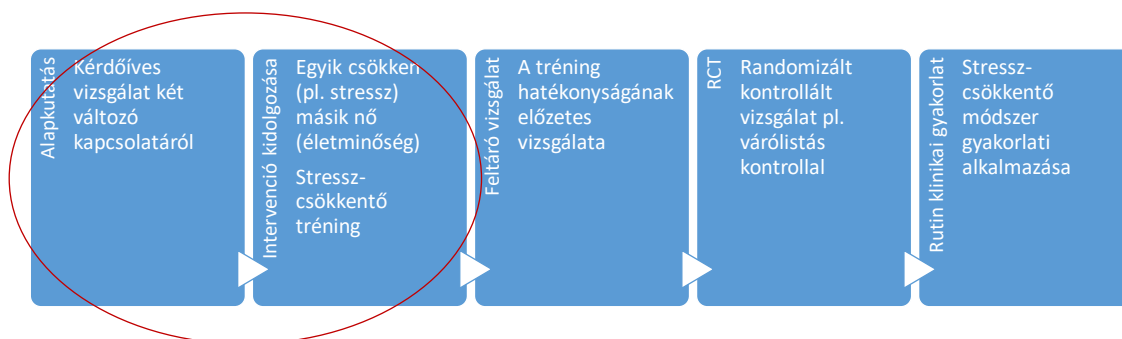 Alapkutatás
Kérdőíves
vizsgálat két
változó
kapcsolatáról
Intervenció kidolgozása
Egyik csökken
(pl. stressz)
másik nő
(életminőség)
Stressz-
csökkentő
tréning
Feltáró vizsgálat
A tréning
hatékonyságának
előzetes
vizsgálata
RCT
Randomizált
kontrollált
vizsgálat pl.
várólistás
kontrollal
Rutin klinikai gyakorlat
Stressz-
csökkentő
módszer
gyakorlati
alkalmazása